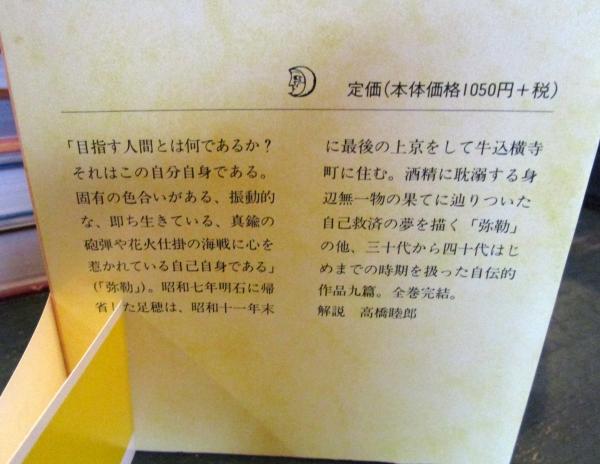 定価(本体価格1050円+税)
「目指す人間とは何であるか?
それはこの自分自身である。
固有の色合いがある、振動的
な、即ち生きている、真鍮の
砲弾や花火仕掛の海戦に心を
惹かれている自己自身である」
(「弥勒」)。昭和七年明石に帰
省した足穂は、昭和十一年末
に最後の上京をして牛込横寺
町に住む。酒精に耽溺する身
辺無一物の果てに辿りついた
自己救済の夢を描く「弥勒」
の他、三十代から四十代はじ
めまでの時期を扱った自伝的
作品九篇。全巻完結。
解説 高橋睦郎